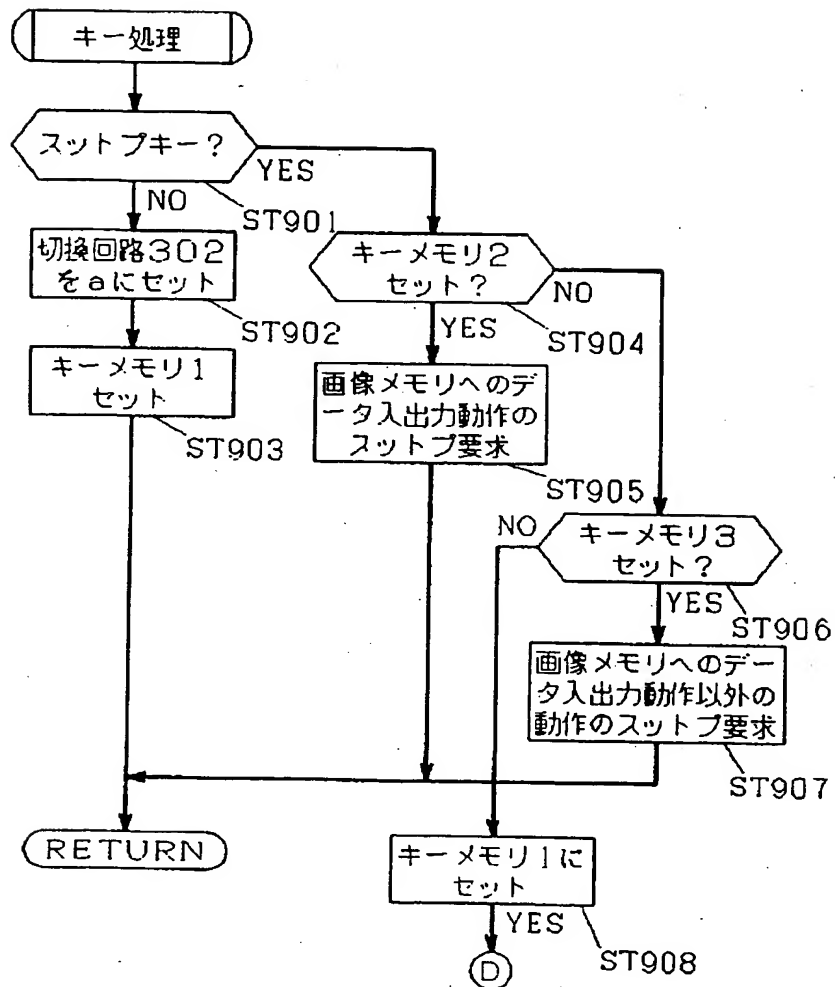 キー処理
スットプキー?
YES
NO
ST901
切換回路302
をaにセット
ST902
キーメモリ1
セット
ST903
キーメモリ2
セット?
NO
YES
ST904
画像メモリへのデ
ータ入出力動作の
スットプ要求
ST905
NO
キーメモリ3
セット?
YES
ST906
画像メモリへのデー
タ入出力動作以外の
動作のスットプ要求
ST907
RETURN
キーメモリ1に
セット
YES
ST908
D